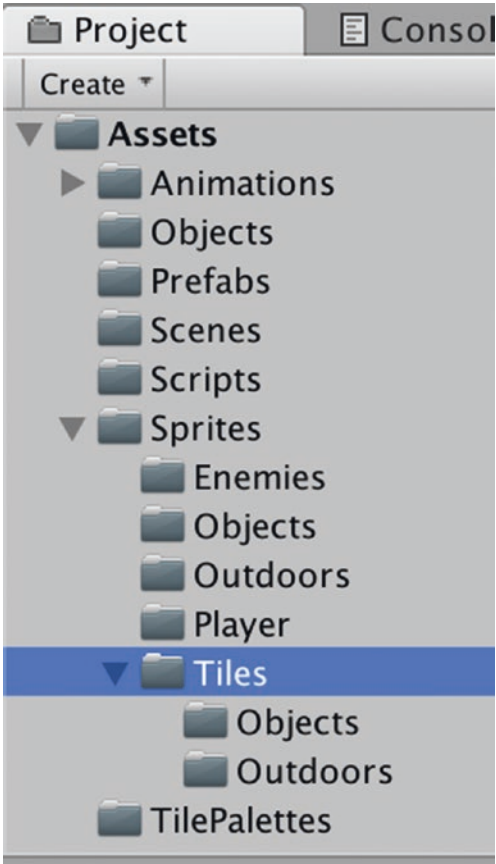 Project Consol
Create
Assets
Animations
Objects
Prefabs
Scenes
Scripts
Sprites
Enemies
Objects
Outdoors
Player
Tiles
Objects
Outdoors
TilePalettes